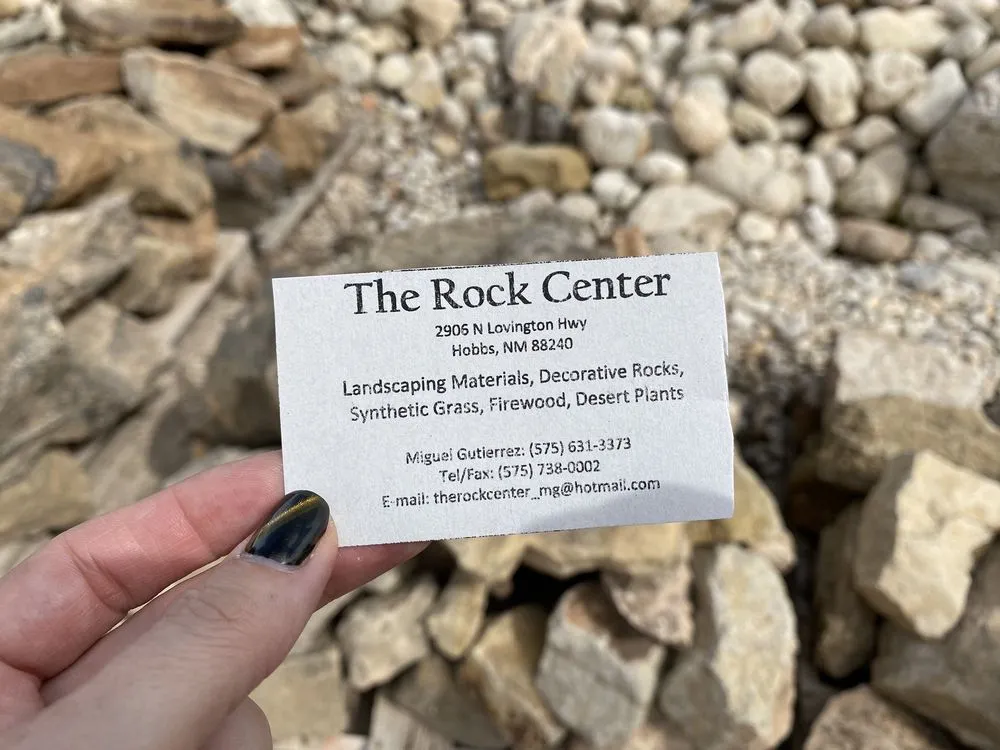 The Rock Center
2906 N Lovington Hwy
Hobbs, NM 88240
Landscaping Materials, Decorative Rocks,
Synthetic Grass, Firewood, Desert Plants
Miguel Gutierrez: (575) 631-3373
Tel/Fax: (575) 738-0002
E-mail: therockcenter_mg@hotmail.com